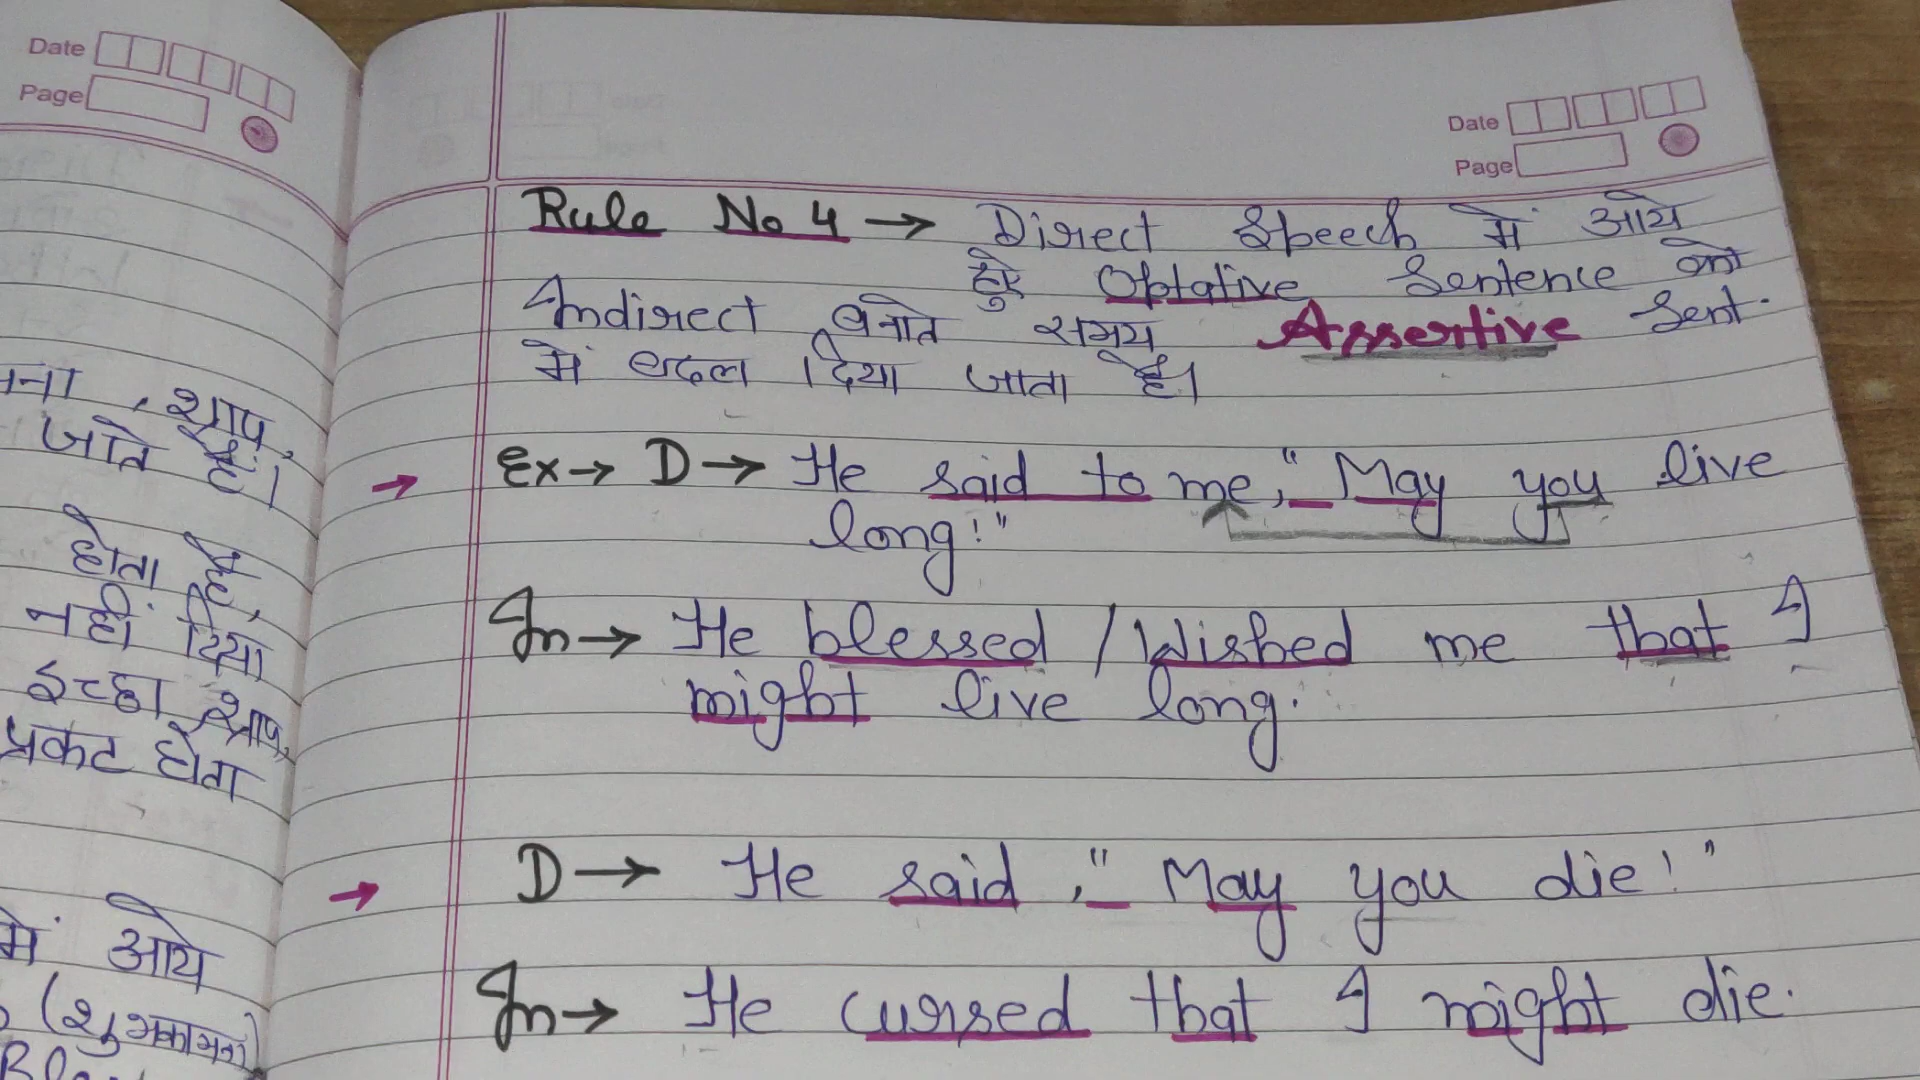 Date
Page
ना, शाप,
जाते हैं।
होता है,
नहीं दिया
इच्छा, श्राप,
प्रकट होता
में आये
(शुभकामना)
Date
Page
Rule No 4 → Direct Speech में आये
हुए Optative Sentence को
Indirect बनाते समय Assertive Sent.
में बदल दिया जाता है।
→ Ex → D → He said to me, " May you live
long!"
In → He blessed / Wished me that I
might live long.
→ D → He said, " May you die! "
In → He cursed that I might die.